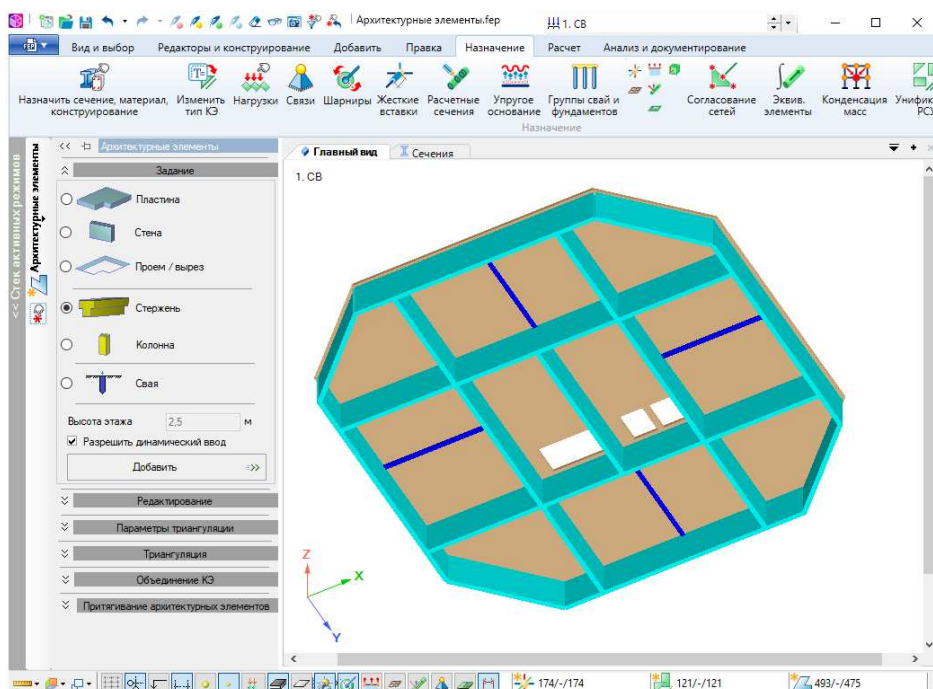 Архитектурные элементы.fep
1. СВ
FEP
Вид и выбор
Редакторы и конструирование
Добавить
Правка
Назначение
Расчет
Анализ и документирование
Назначить сечение, материал,
конструирование
Изменить
тип КЭ
Нагрузки
Связи
Шарниры
Жесткие
вставки
Расчетные
сечения
Упругое
основание
Группы свай и
фундаментов
Согласование
сетей
Эквив.
элементы
Конденсация
масс
Унифик
РСУ
Назначение
<< Стек активных режимов
Архитектурные элементы
<< Архитектурные элементы
Задание
Пластина
Стена
Проем / вырез
Стержень
Колонна
Свая
Высота этажа 2,5 м
Разрешить динамический ввод
Добавить
Редактирование
Параметры триангуляции
Триангуляция
Объединение КЭ
Притягивание архитектурных элементов
Главный вид
Сечения
1. СВ
Z
X
Y
174/-/174
121/-/121
493/-/475